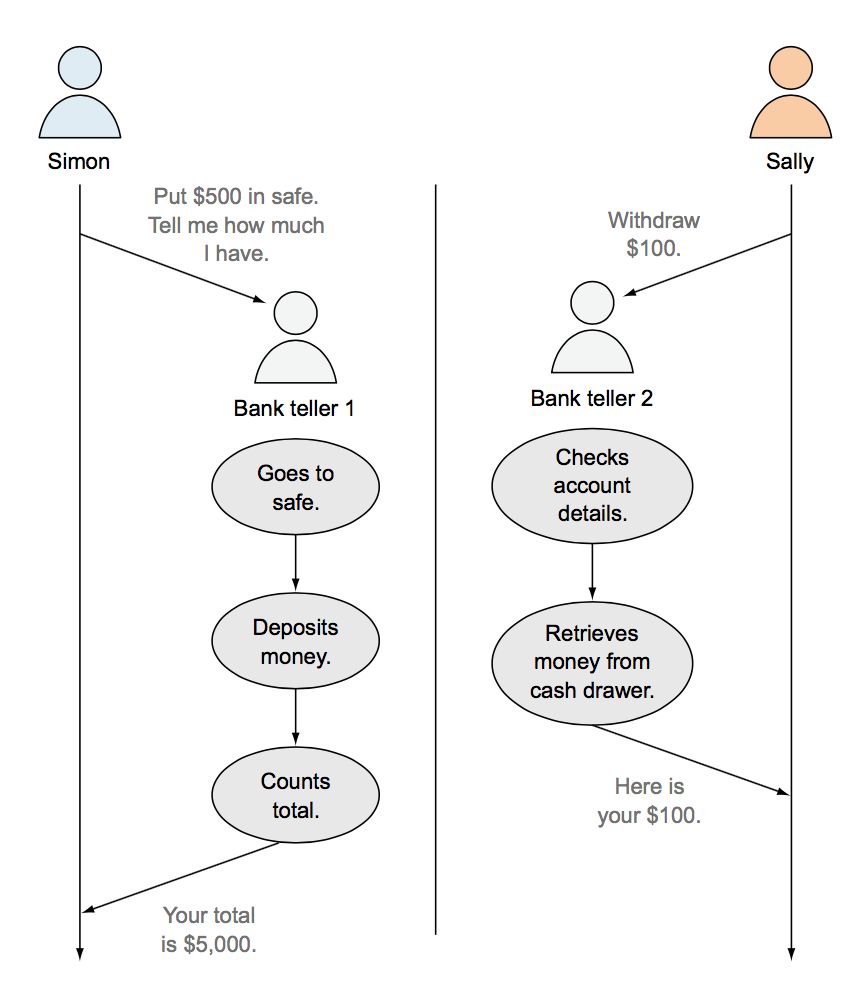 Simon
Sally
Put $500 in safe.
Tell me how much
I have.
Withdraw
$100.
Bank teller 1
Bank teller 2
Goes to
safe.
Deposits
money.
Counts
total.
Your total
is $5,000.
Checks
account
details.
Retrieves
money from
cash drawer.
Here is
your $100.